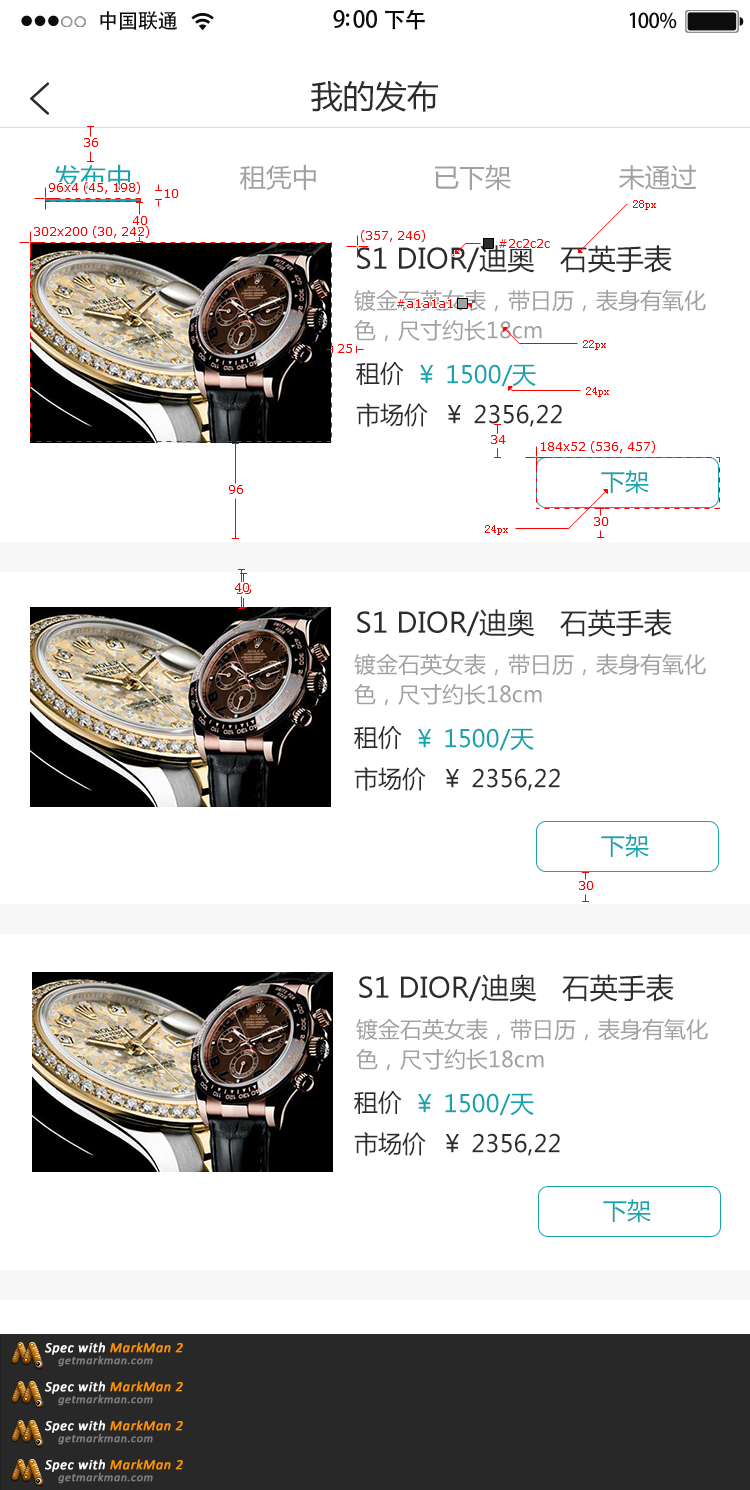 中国联通 9:00 下午 100%
我的发布
36
发布中 租凭中 已下架 未通过
96x4 (45, 198) 10
28px
40
302x200 (30, 242) (357, 246) #2c2c2c
S1 DIOR/迪奥 石英手表
镀金石英女表，带日历，表身有氧化
#a1a1a1
色，尺寸约长18cm
25 22px
租价 ¥ 1500/天
24px
市场价 ¥ 2356,22
34
184x52 (536, 457)
下架
96
24px 30
40
S1 DIOR/迪奥 石英手表
镀金石英女表，带日历，表身有氧化
色，尺寸约长18cm
租价 ¥ 1500/天
市场价 ¥ 2356,22
下架
30
S1 DIOR/迪奥 石英手表
镀金石英女表，带日历，表身有氧化
色，尺寸约长18cm
租价 ¥ 1500/天
市场价 ¥ 2356,22
下架
Spec with MarkMan 2
getmarkman.com
Spec with MarkMan 2
getmarkman.com
Spec with MarkMan 2
getmarkman.com
Spec with MarkMan 2
getmarkman.com